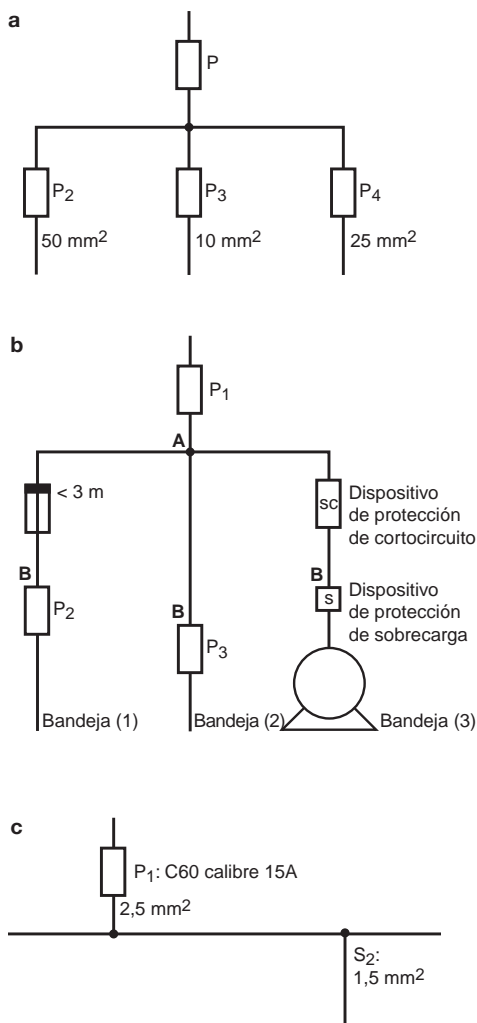 a
P
P2
P3
P4
50 mm2
10 mm2
25 mm2
b
P1
A
< 3 m
sc
Dispositivo
de protección
de cortocircuito
B
P2
B
P3
B
s
Dispositivo
de protección
de sobrecarga
Bandeja (1)
Bandeja (2)
Bandeja (3)
c
P1: C60 calibre 15A
2,5 mm2
S2:
1,5 mm2